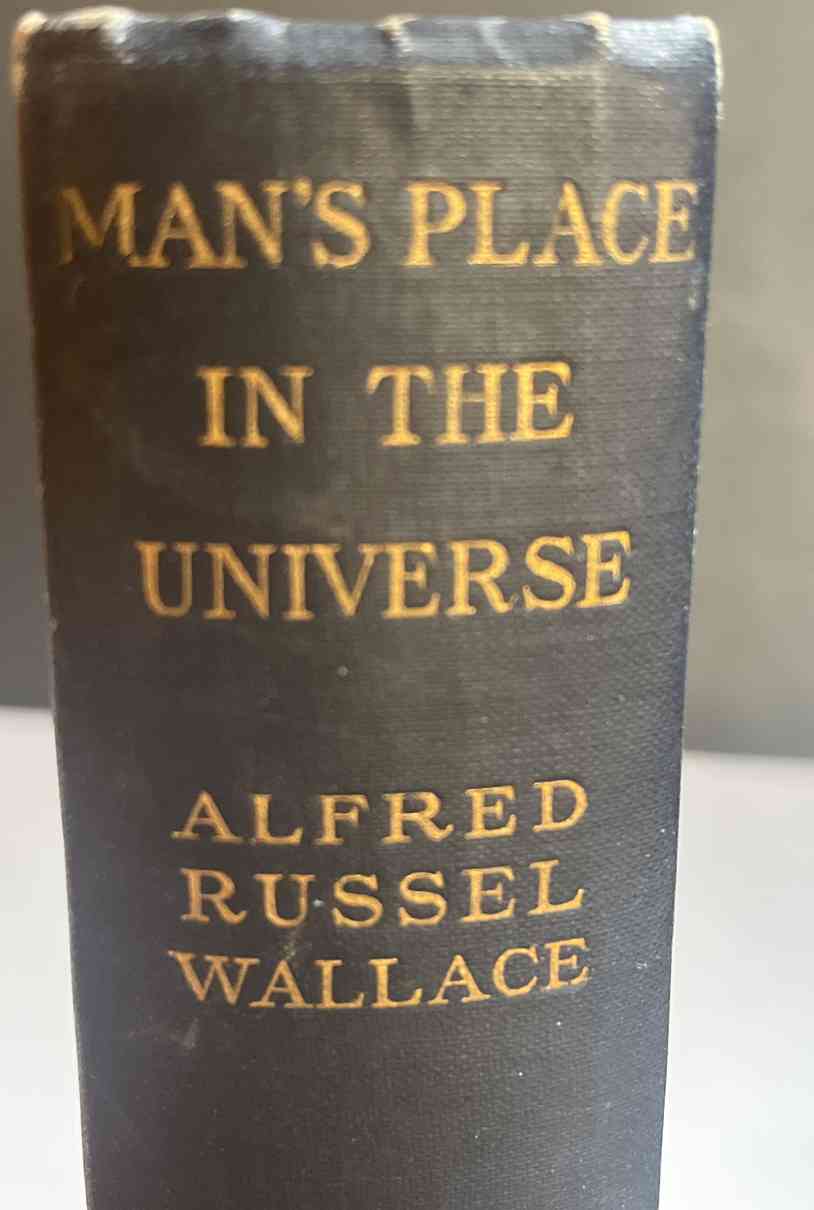 MAN'S PLACE
IN THE
UNIVERSE
ALFRED
RUSSEL
WALLACE